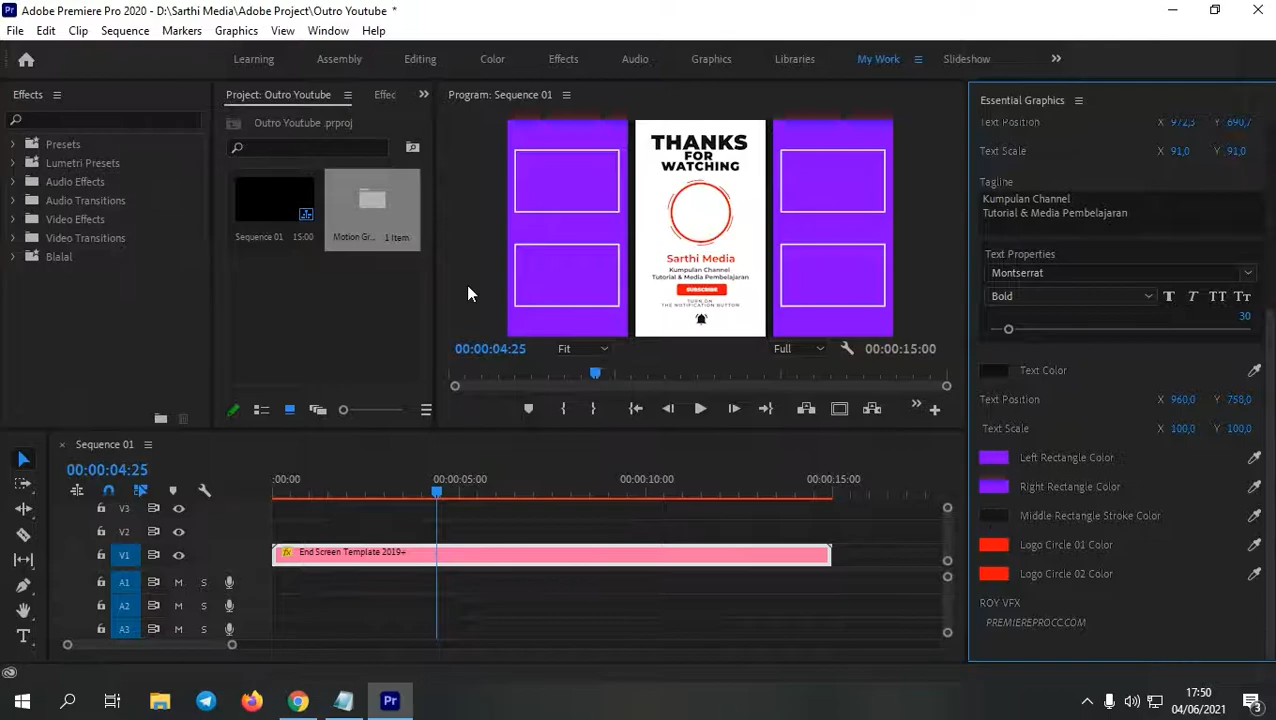 Adobe Premiere Pro 2020 - D:\Sarthi Media\Adobe Project\Outro Youtube *
File Edit Clip Sequence Markers Graphics View Window Help
Learning Assembly Editing Color Effects Audio Graphics Libraries My Work Slideshow
Effects
Lumetri Presets
Audio Effects
Audio Transitions
Video Effects
Video Transitions
Project: Outro Youtube
Effec
Outro Youtube .prproj
Sequence 01 15:00
Motion Gr... 1 Item
Program: Sequence 01
THANKS
FOR
WATCHING
Sarthi Media
Kumpulan Channel
Tutorial & Media Pembelajaran
SUBSCRIBE
TURN ON
THE NOTIFICATION BUTTON
00:00:04:25
Fit
Full
00:00:15:00
Essential Graphics
Text Position X 972,3 Y 690,7
Text Scale X 91,0 Y 91,0
Tagline
Kumpulan Channel
Tutorial & Media Pembelajaran
Text Properties
Montserrat
Bold
T T TT Tт
30
Text Color
Text Position X 960,0 Y 758,0
Text Scale X 100,0 Y 100,0
Left Rectangle Color
Right Rectangle Color
Middle Rectangle Stroke Color
Logo Circle 01 Color
Logo Circle 02 Color
ROY VFX
PREMIEREPROCC.COM
Sequence 01
00:00:04:25
:00:00 00:00:05:00 00:00:10:00 00:00:15:00
V3
V2
V1
fx End Screen Template 2019+
A1 M S
A2 M S
A3 M S
Pr
17:50
04/06/2021
3